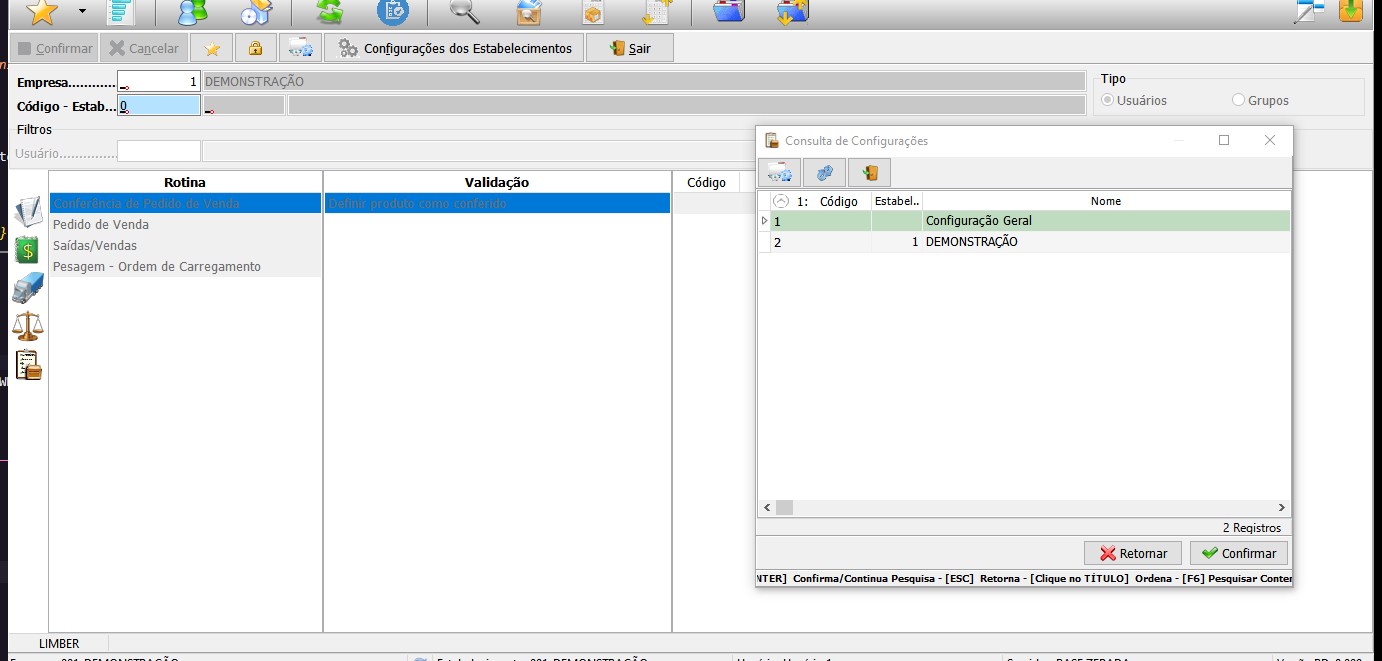 Confirmar Cancelar Configurações dos Estabelecimentos Sair
Empresa............ 1 DEMONSTRAÇÃO
Código - Estab... 0
Tipo
Usuários Grupos
Filtros
Usuário..............
Rotina Validação Código
Conferência de Pedido de Venda Definir produto como conferido
Pedido de Venda
Saídas/Vendas
Pesagem - Ordem de Carregamento
Consulta de Configurações
1: Código Estabel.. Nome
1 Configuração Geral
2 1 DEMONSTRAÇÃO
2 Registros
Retornar Confirmar
NTER] Confirma/Continua Pesquisa - [ESC] Retorna - [Clique no TÍTULO] Ordena - [F6] Pesquisar Conter
LIMBER